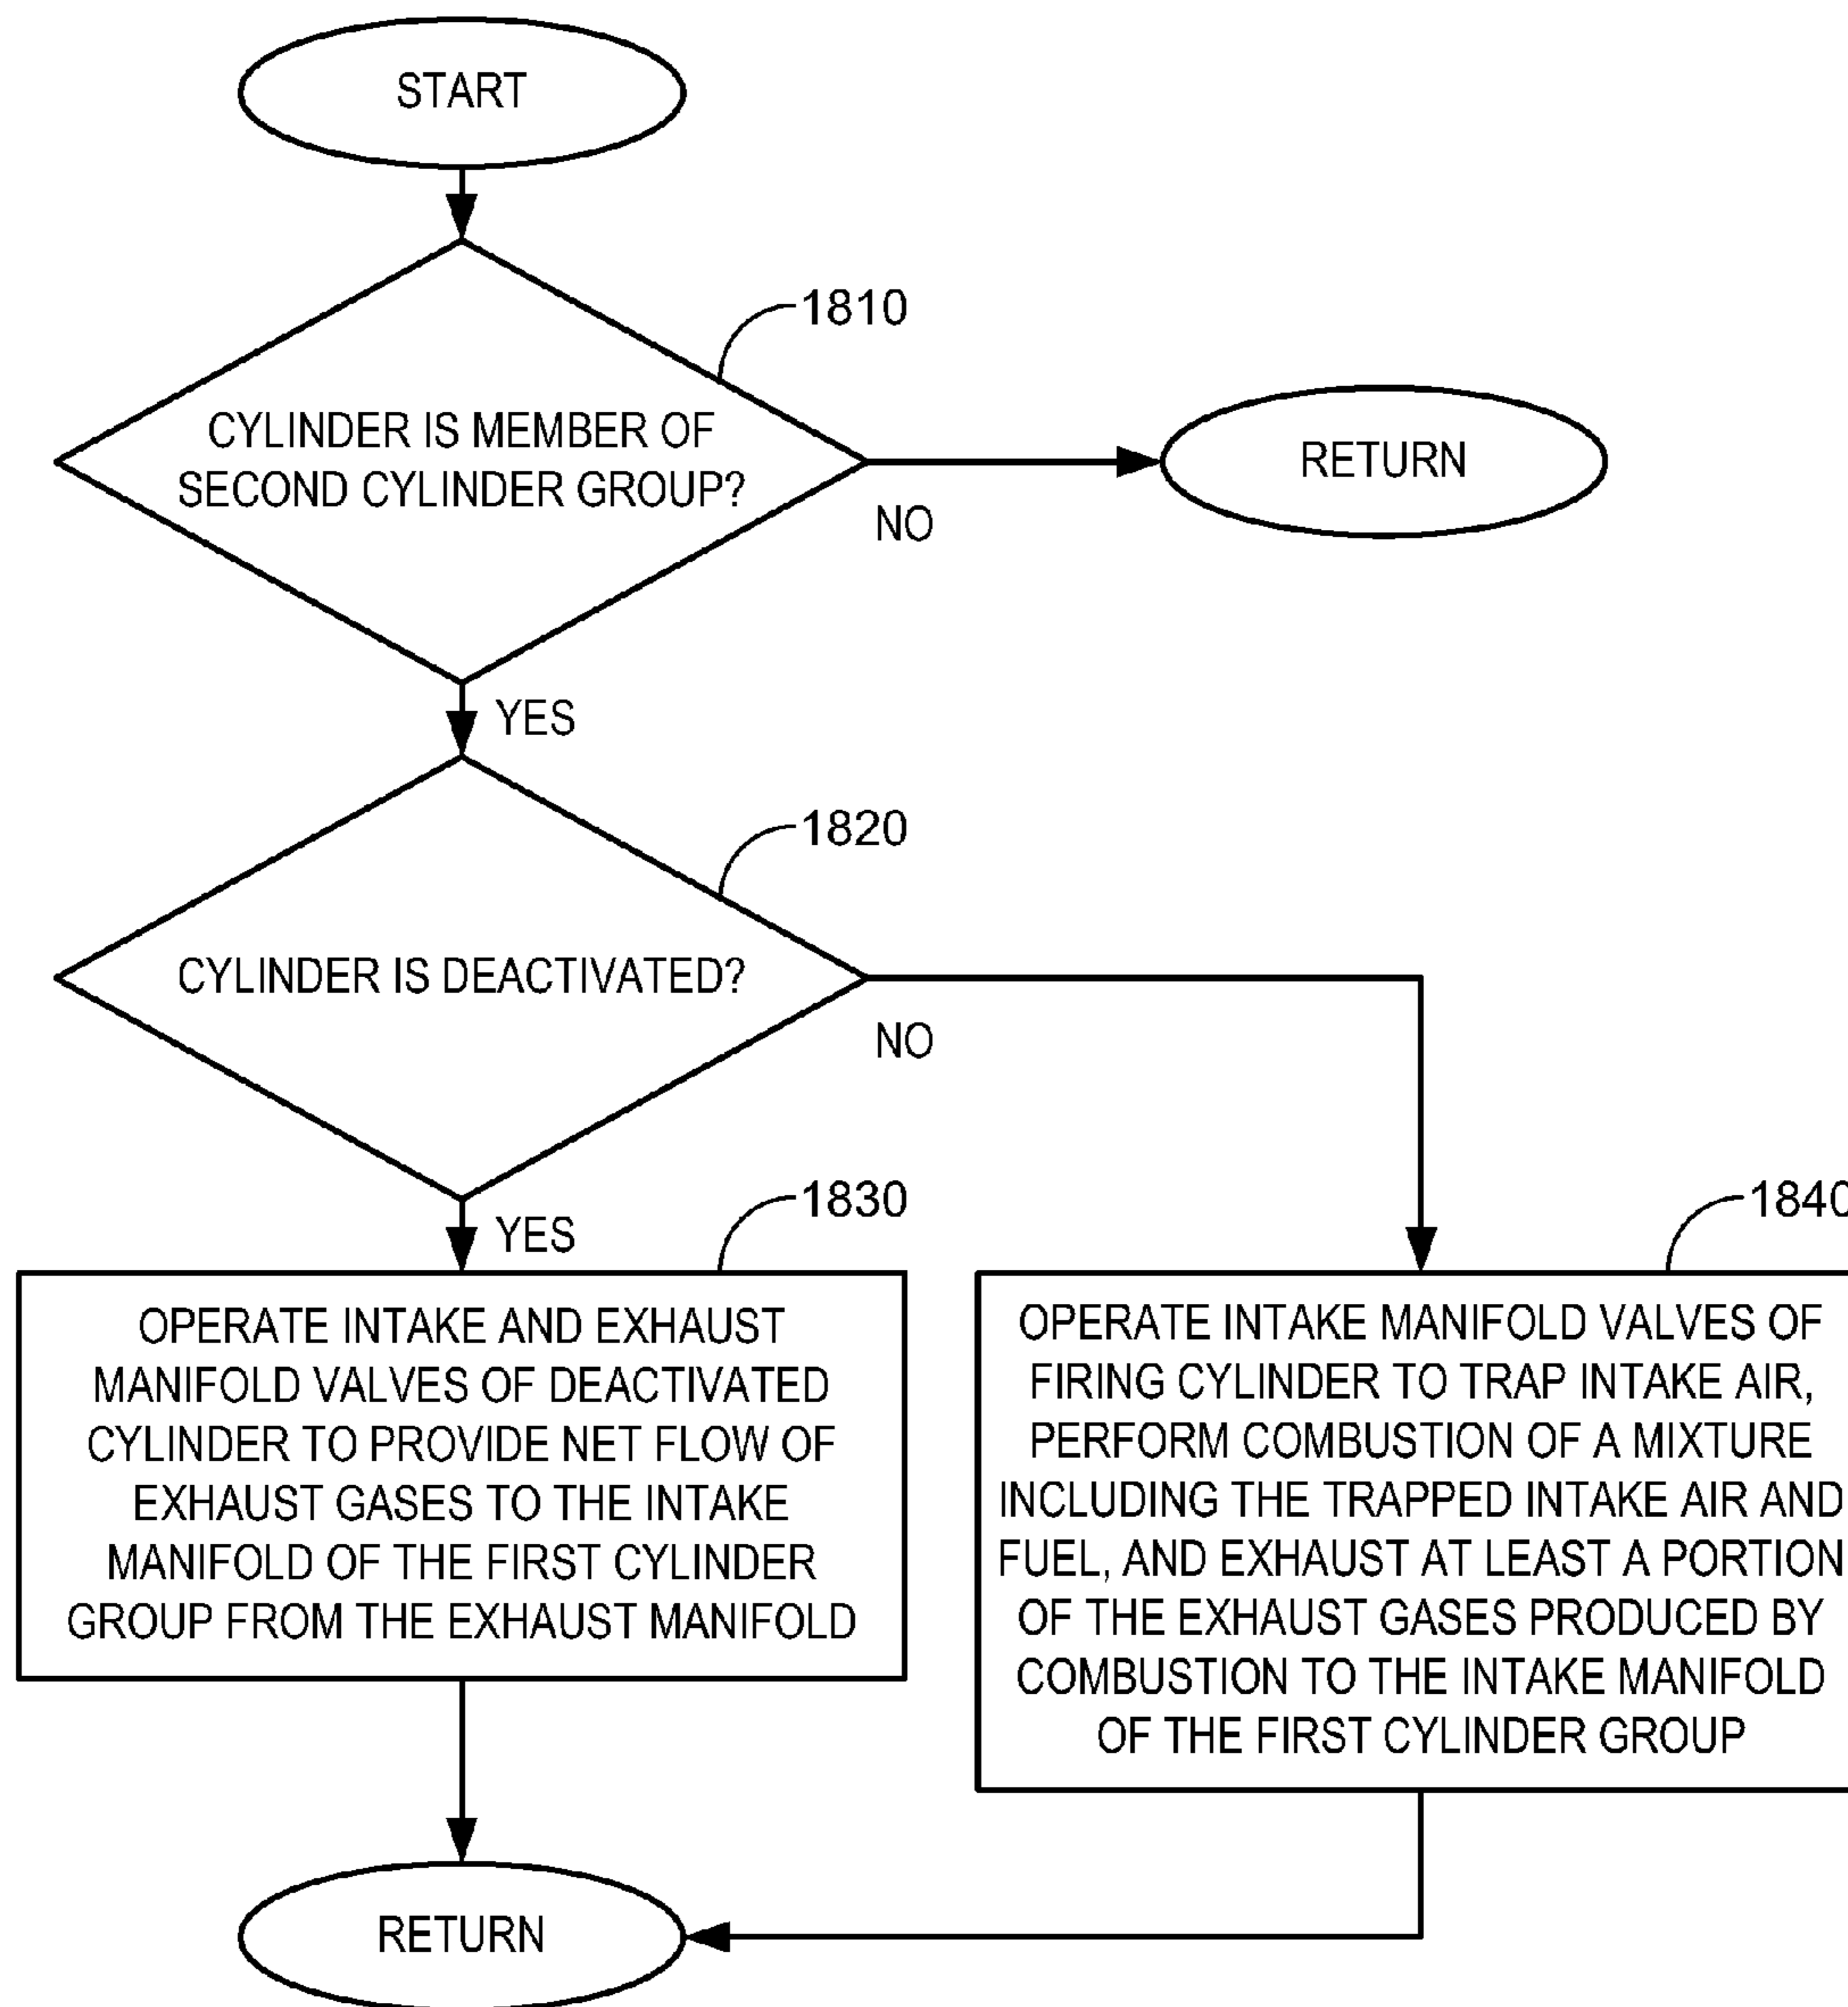 START
1810
CYLINDER IS MEMBER OF
SECOND CYLINDER GROUP?
RETURN
NO
YES
1820
CYLINDER IS DEACTIVATED?
NO
YES
1830
OPERATE INTAKE AND EXHAUST
MANIFOLD VALVES OF DEACTIVATED
CYLINDER TO PROVIDE NET FLOW OF
EXHAUST GASES TO THE INTAKE
MANIFOLD OF THE FIRST CYLINDER
GROUP FROM THE EXHAUST MANIFOLD
1840
OPERATE INTAKE MANIFOLD VALVES OF
FIRING CYLINDER TO TRAP INTAKE AIR,
PERFORM COMBUSTION OF A MIXTURE
INCLUDING THE TRAPPED INTAKE AIR AND
FUEL, AND EXHAUST AT LEAST A PORTION
OF THE EXHAUST GASES PRODUCED BY
COMBUSTION TO THE INTAKE MANIFOLD
OF THE FIRST CYLINDER GROUP
RETURN